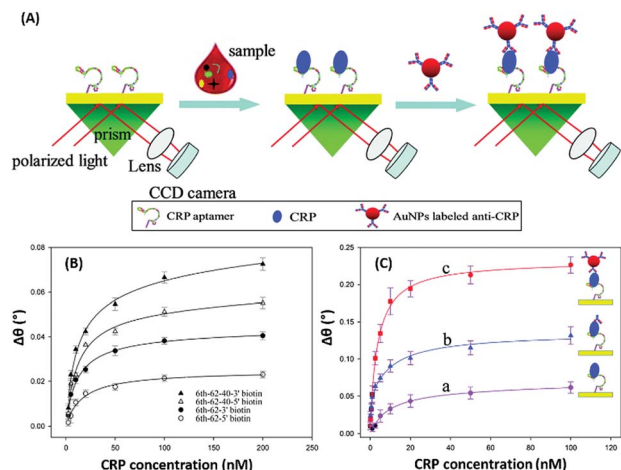 (A)
sample
prism
polarized light
Lens
CCD camera
CRP aptamer
CRP
AuNPs labeled anti-CRP
(B)
0.08
0.06
0.04
0.02
0.00
Δθ (°)
6th-62-40-3' biotin
6th-62-40-5' biotin
6th-62-3' biotin
6th-62-5' biotin
0 50 100 150 200
CRP concentration (nM)
(C)
0.25
0.20
0.15
0.10
0.05
0.00
Δθ (°)
c
b
a
0 20 40 60 80 100 120
CRP concentration (nM)